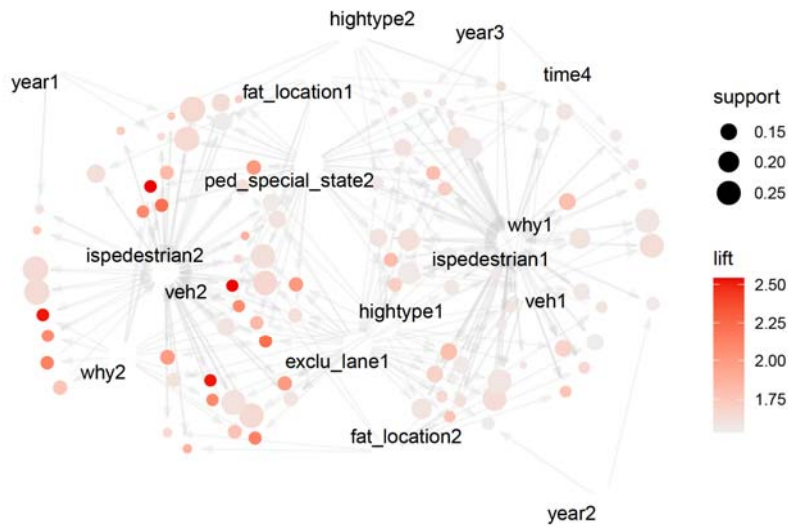 hightype2
year3
year1
time4
fat_location1
ped_special_state2
why1
ispedestrian2
ispedestrian1
veh2
veh1
hightype1
exclu_lane1
why2
fat_location2
year2
support
0.15
0.20
0.25
lift
2.50
2.25
2.00
1.75